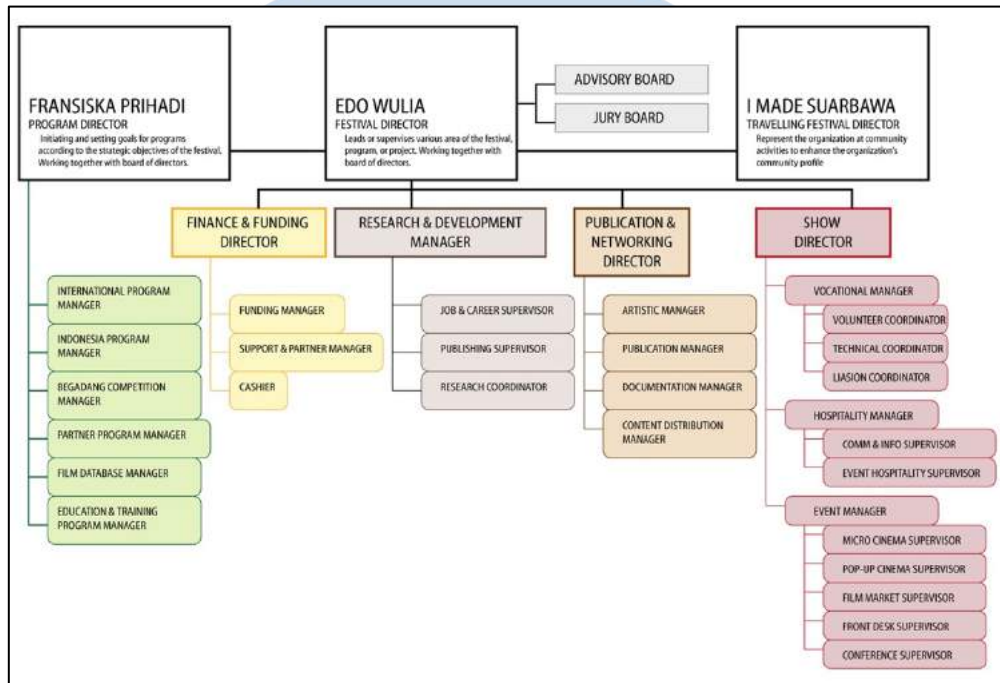 FRANSISKA PRIHADI
PROGRAM DIRECTOR
Initiating and setting goals for programs
according to the strategic objectives of the festival.
Working together with board of directors.
EDO WULIA
FESTIVAL DIRECTOR
Leads or supervises various area of the festival,
program, or project. Working together with
board of directors.
ADVISORY BOARD
JURY BOARD
I MADE SUARBAWA
TRAVELLING FESTIVAL DIRECTOR
Represent the organization at community
activities to enhance the organization's
community profile
FINANCE & FUNDING
DIRECTOR
RESEARCH & DEVELOPMENT
MANAGER
PUBLICATION &
NETWORKING
DIRECTOR
SHOW
DIRECTOR
INTERNATIONAL PROGRAM
MANAGER
INDONESIA PROGRAM
MANAGER
BEGADANG COMPETITION
MANAGER
PARTNER PROGRAM MANAGER
FILM DATABASE MANAGER
EDUCATION & TRAINING
PROGRAM MANAGER
FUNDING MANAGER
SUPPORT & PARTNER MANAGER
CASHIER
JOB & CAREER SUPERVISOR
PUBLISHING SUPERVISOR
RESEARCH COORDINATOR
ARTISTIC MANAGER
PUBLICATION MANAGER
DOCUMENTATION MANAGER
CONTENT DISTRIBUTION
MANAGER
VOCATIONAL MANAGER
VOLUNTEER COORDINATOR
TECHNICAL COORDINATOR
LIASION COORDINATOR
HOSPITALITY MANAGER
COMM & INFO SUPERVISOR
EVENT HOSPITALITY SUPERVISOR
EVENT MANAGER
MICRO CINEMA SUPERVISOR
POP-UP CINEMA SUPERVISOR
FILM MARKET SUPERVISOR
FRONT DESK SUPERVISOR
CONFERENCE SUPERVISOR